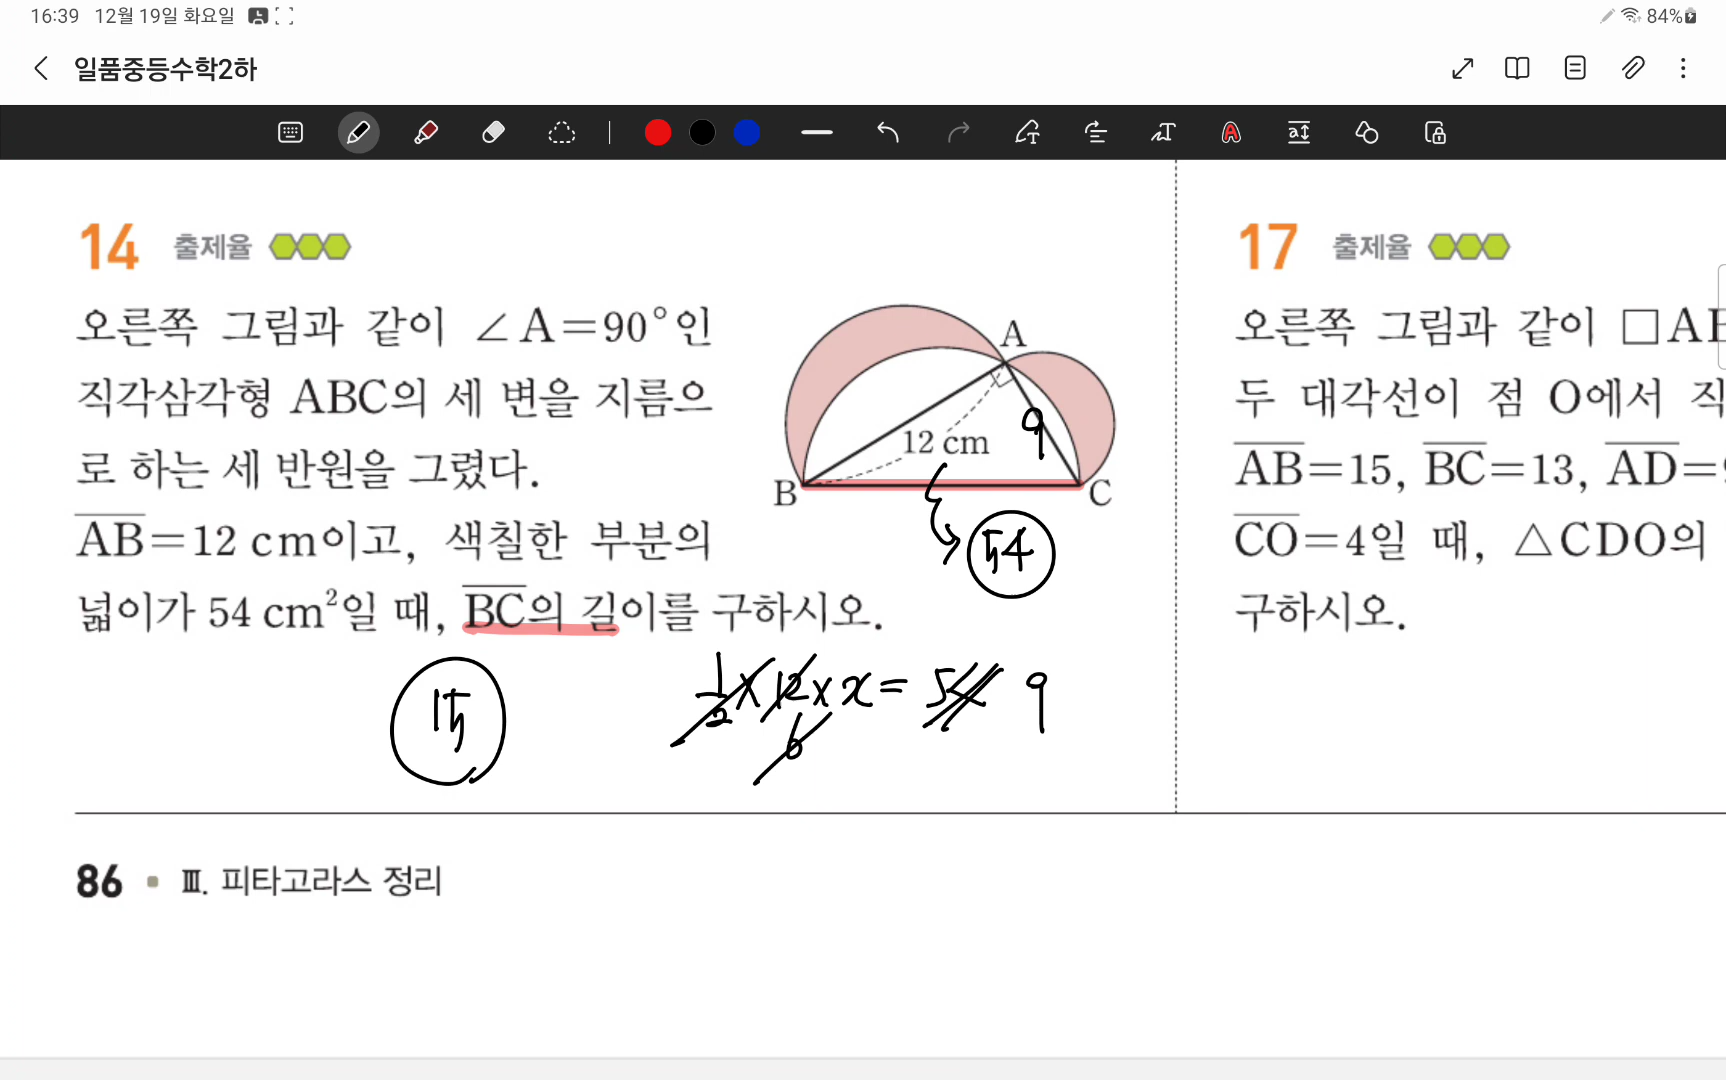 16:39 12월 19일 화요일
84%
일품중등수학2하
14 출제율
오른쪽 그림과 같이 ∠A=90°인
직각삼각형 ABC의 세 변을 지름으
로 하는 세 반원을 그렸다.
AB=12 cm이고, 색칠한 부분의
넓이가 54 cm²일 때, BC의 길이를 구하시오.
A
9
12 cm
B
C
54
15
1/2 × 12 × x = 54 9
6
17 출제율
오른쪽 그림과 같이 □AB
두 대각선이 점 O에서 직
AB=15, BC=13, AD=9
CO=4일 때, △CDO의
구하시오.
86 ▪ Ⅲ. 피타고라스 정리